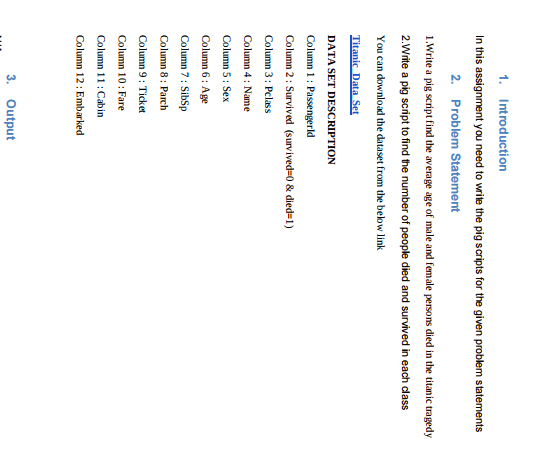 1. Introduction
In this assignment you need to write the pig scripts for the given problem statements
2. Problem Statement
1.Write a pig script find the average age of male and female persons died in the titanic tragedy
2.Write a pig script to find the number of people died and survived in each class
You can download the dataset from the below link
Titanic Data Set
DATA SET DESCRIPTION
Column 1 : PassengerId
Column 2 : Survived (survived=0 & died=1)
Column 3 : Pclass
Column 4 : Name
Column 5 : Sex
Column 6 : Age
Column 7 : SibSp
Column 8 : Parch
Column 9 : Ticket
Column 10 : Fare
Column 11 : Cabin
Column 12 : Embarked
3. Output